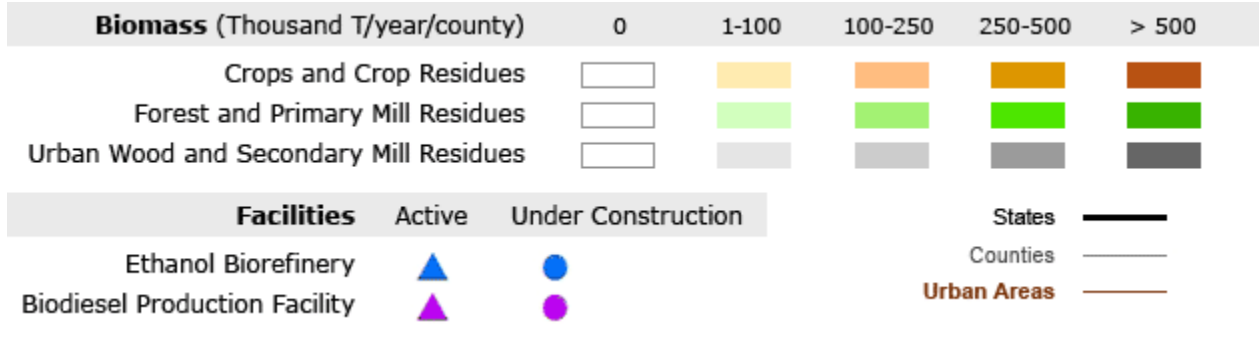 Biomass (Thousand T/year/county) 0 1-100 100-250 250-500 > 500
Crops and Crop Residues
Forest and Primary Mill Residues
Urban Wood and Secondary Mill Residues
Facilities Active Under Construction
Ethanol Biorefinery
Biodiesel Production Facility
States
Counties
Urban Areas